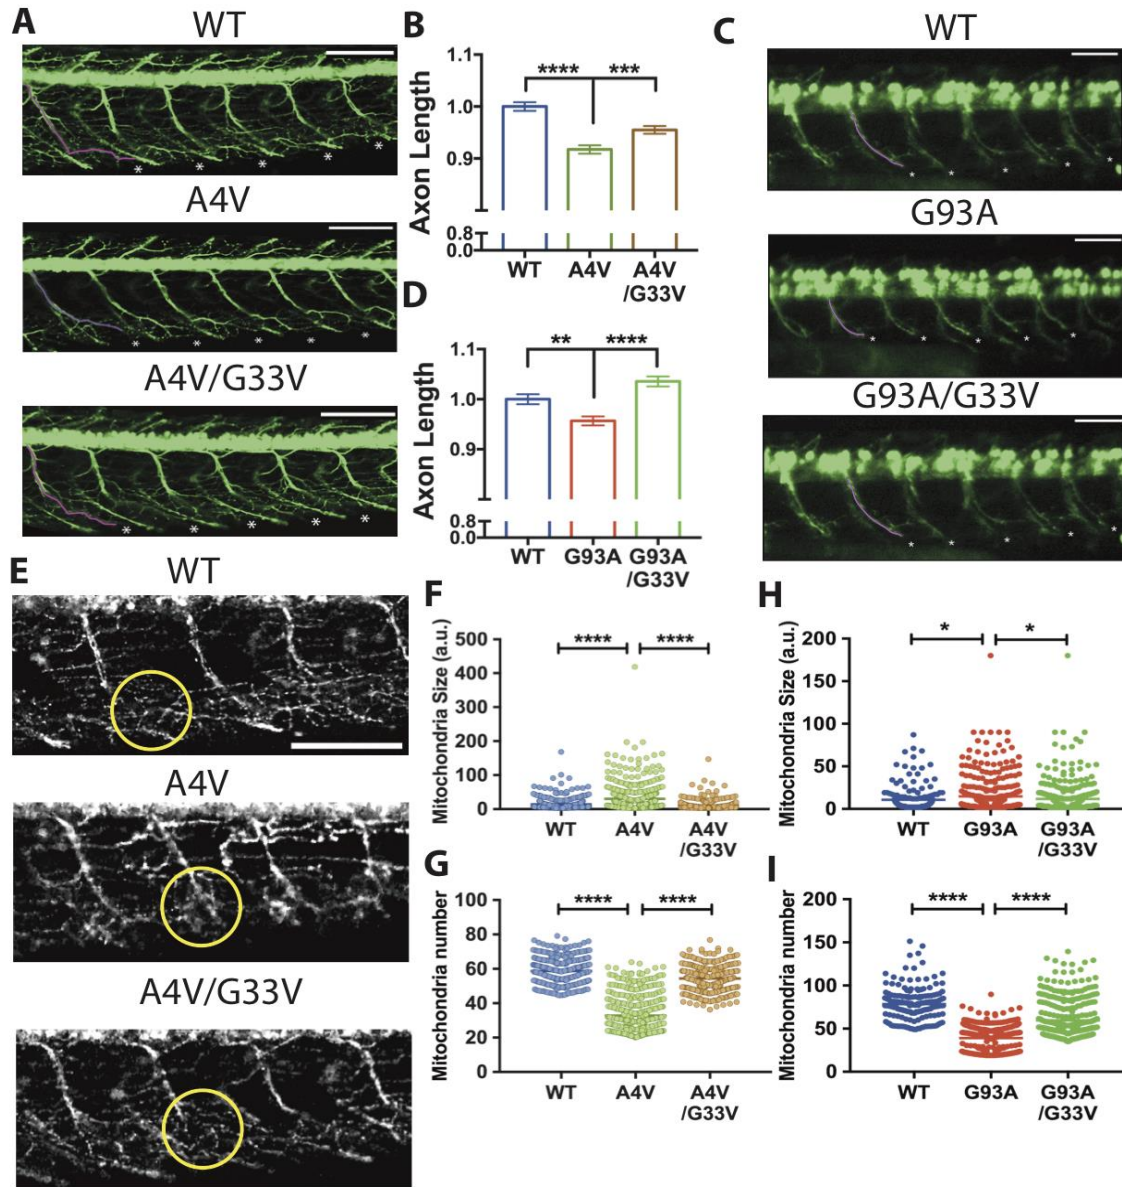 A
WT
A4V
A4V/G33V
B
Axon Length
1.1
1.0
0.9
0.8
0.0
****
***
WT
A4V
A4V
/G33V
C
WT
G93A
G93A/G33V
D
Axon Length
1.1
1.0
0.9
0.8
0.0
**
****
WT
G93A
G93A
/G33V
E
WT
A4V
A4V/G33V
F
Mitochondria Size (a.u.)
500
400
300
200
100
0
****
****
WT
A4V
A4V
/G33V
G
Mitochondria number
100
80
60
40
20
0
****
****
WT
A4V
A4V
/G33V
H
Mitochondria Size (a.u.)
200
150
100
50
0
*
*
WT
G93A
G93A
/G33V
I
Mitochondria number
200
150
100
50
0
****
****
WT
G93A
G93A
/G33V